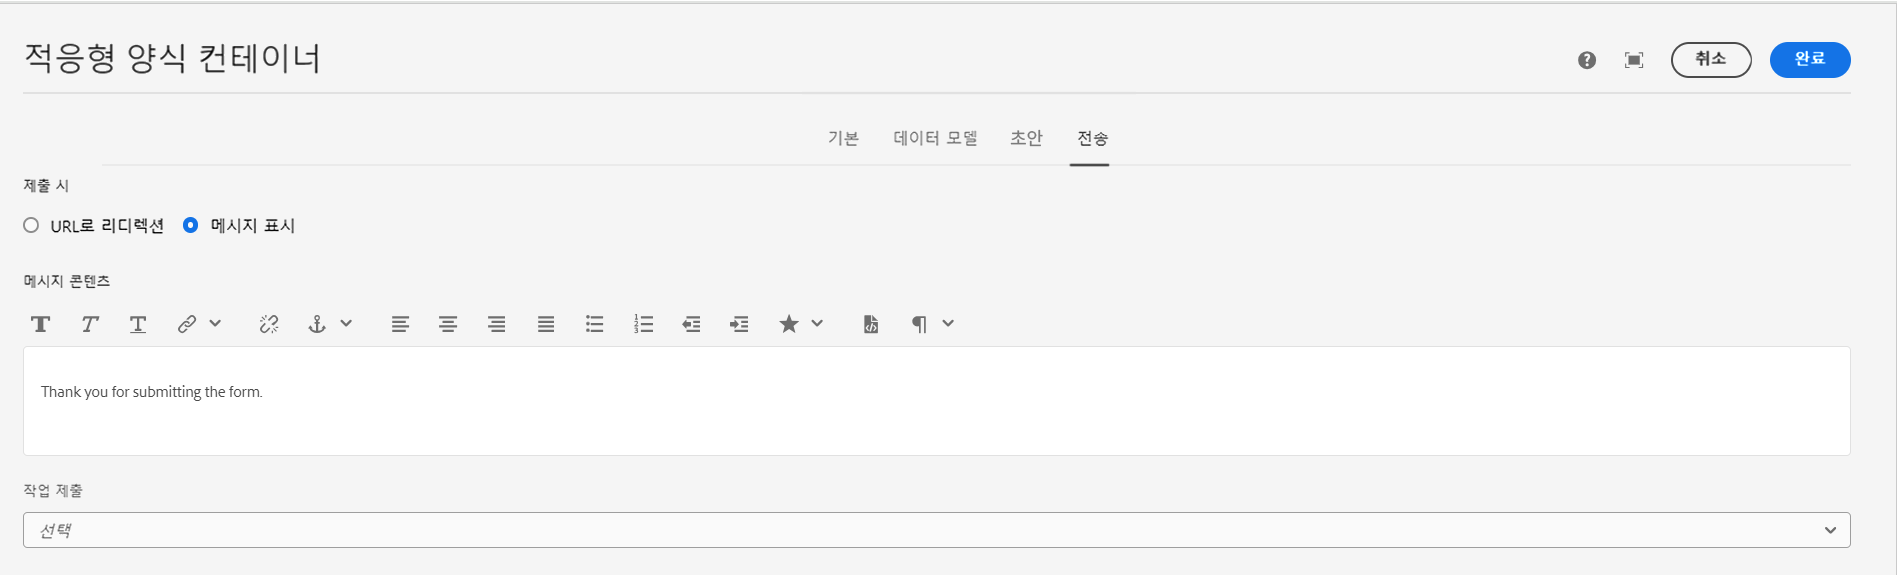 적응형 양식 컨테이너
취소 완료
기본 데이터 모델 초안 전송
제출 시
URL로 리디렉션 메시지 표시
메시지 콘텐츠
Thank you for submitting the form.
작업 제출
선택